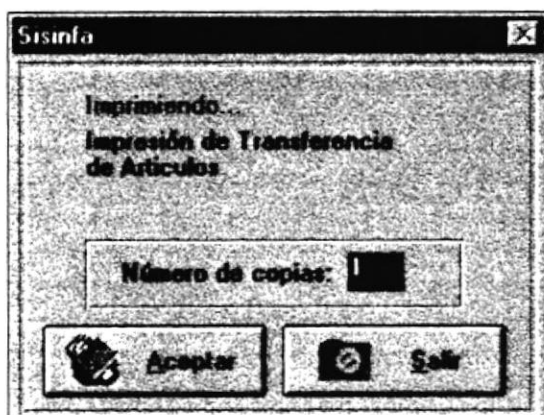 Sisinfa
Imprimiendo...
Impresión de Transferencia
de Artículos
Número de copias: 1
Aceptar
Salir